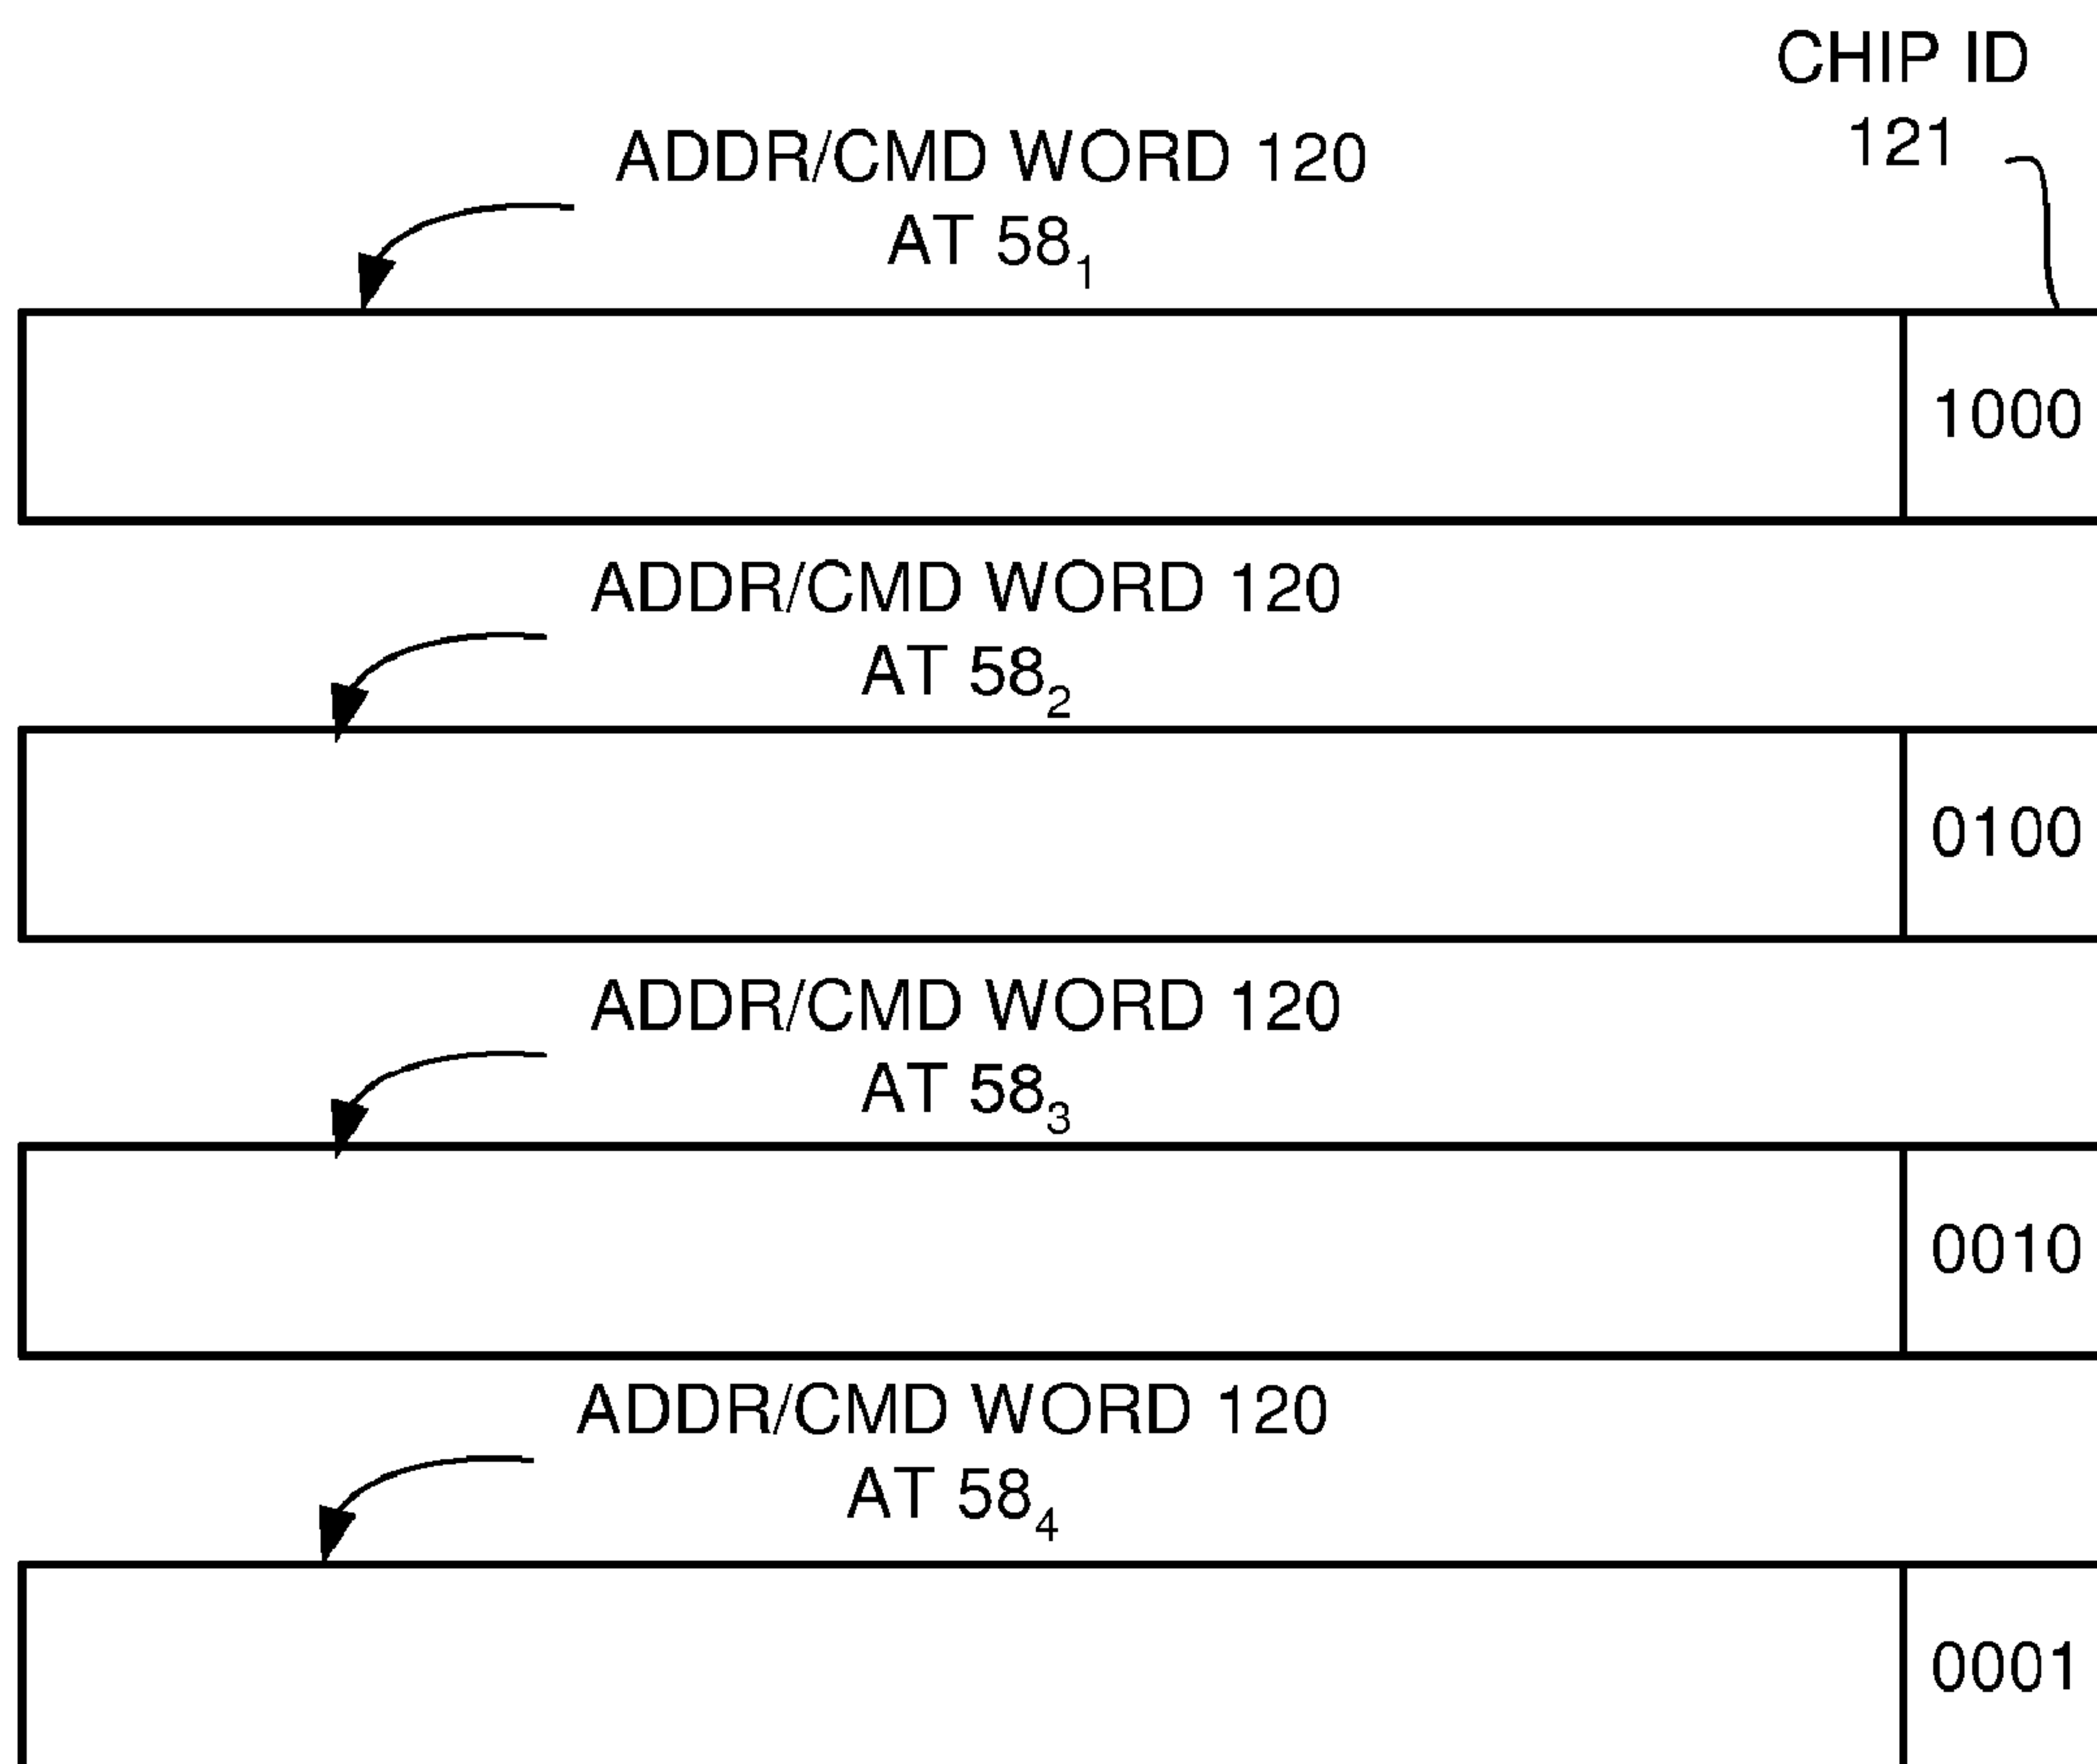 CHIP ID
121
ADDR/CMD WORD 120
AT 58₁
1000
ADDR/CMD WORD 120
AT 58₂
0100
ADDR/CMD WORD 120
AT 58₃
0010
ADDR/CMD WORD 120
AT 58₄
0001